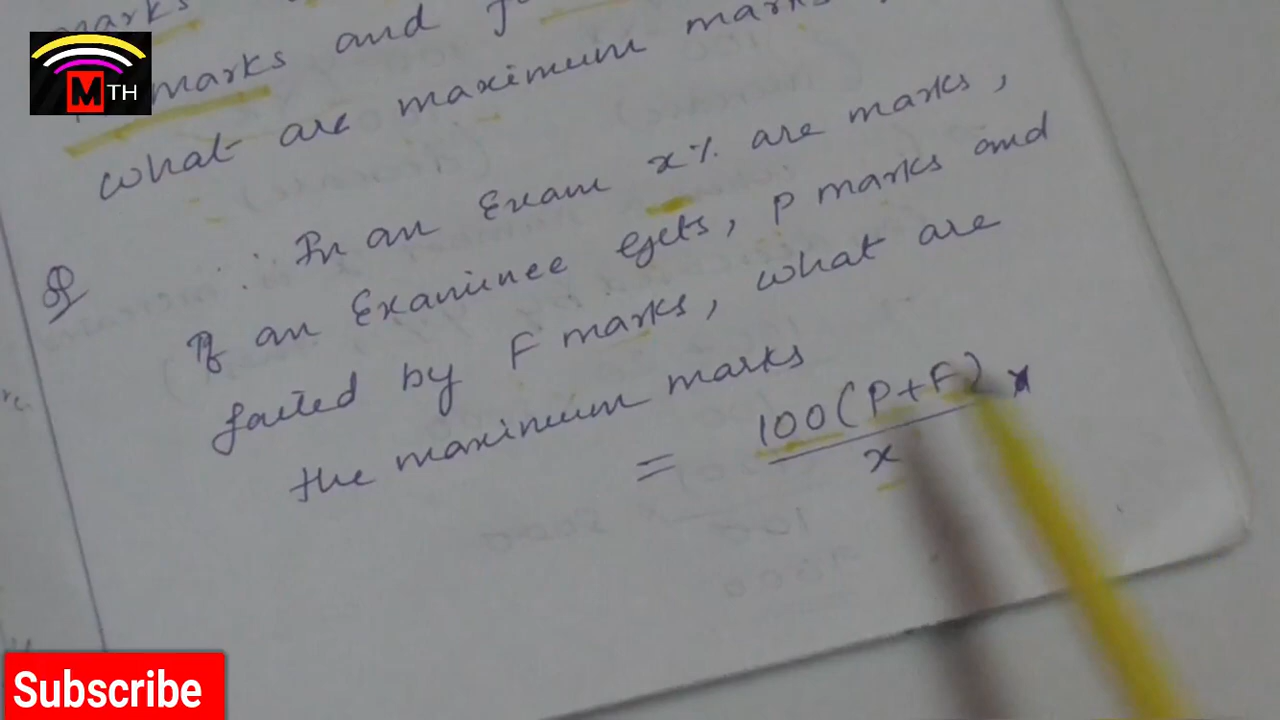 marks
marks and
what are maximum marks
M TH
Q
In an Exam x% are marks,
If an Examinee gets, P marks and
failed by F marks, what are
the maximum marks
= 100(P+F)
x
Subscribe